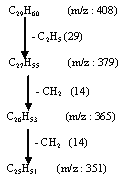 C₂₉H₆₀ (m/z : 408)
- C₂H₅ (29)
C₂₇H₅₅ (m/z : 379)
- CH₂ (14)
C₂₆H₅₃ (m/z : 365)
- CH₂ (14)
C₂₅H₅₁ (m/z : 351)